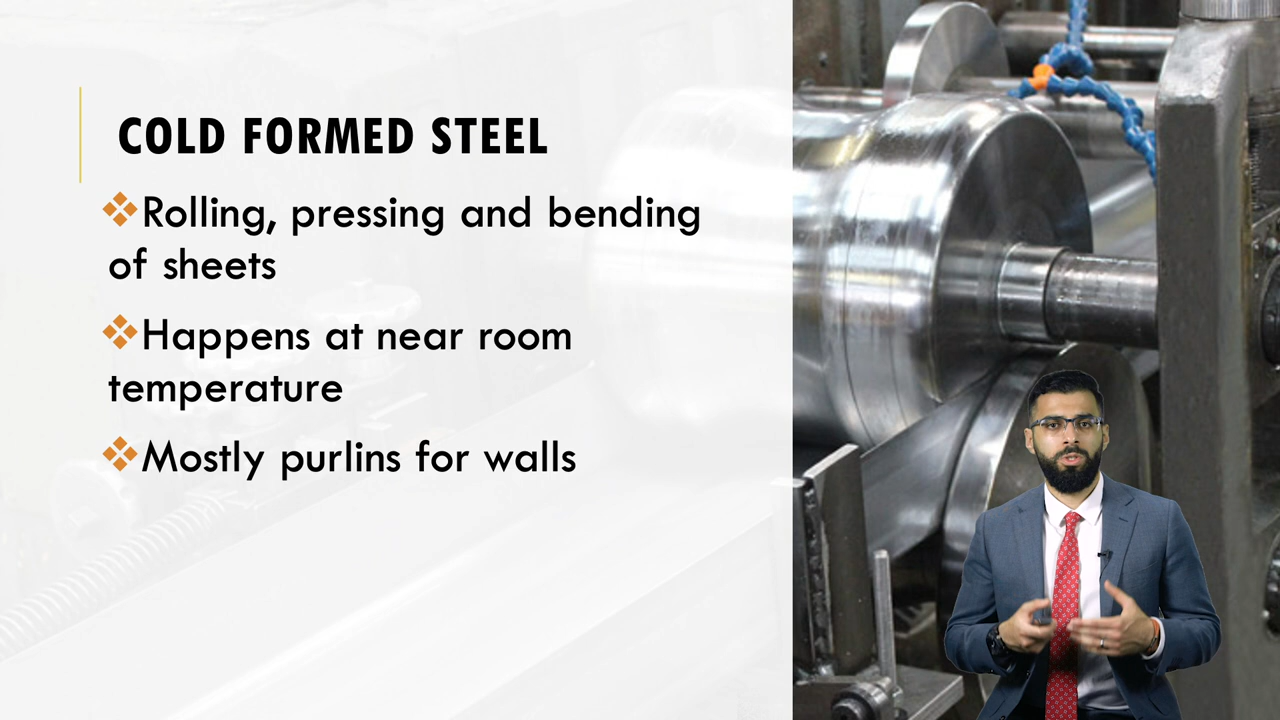 COLD FORMED STEEL
Rolling, pressing and bending
of sheets
Happens at near room
temperature
Mostly purlins for walls